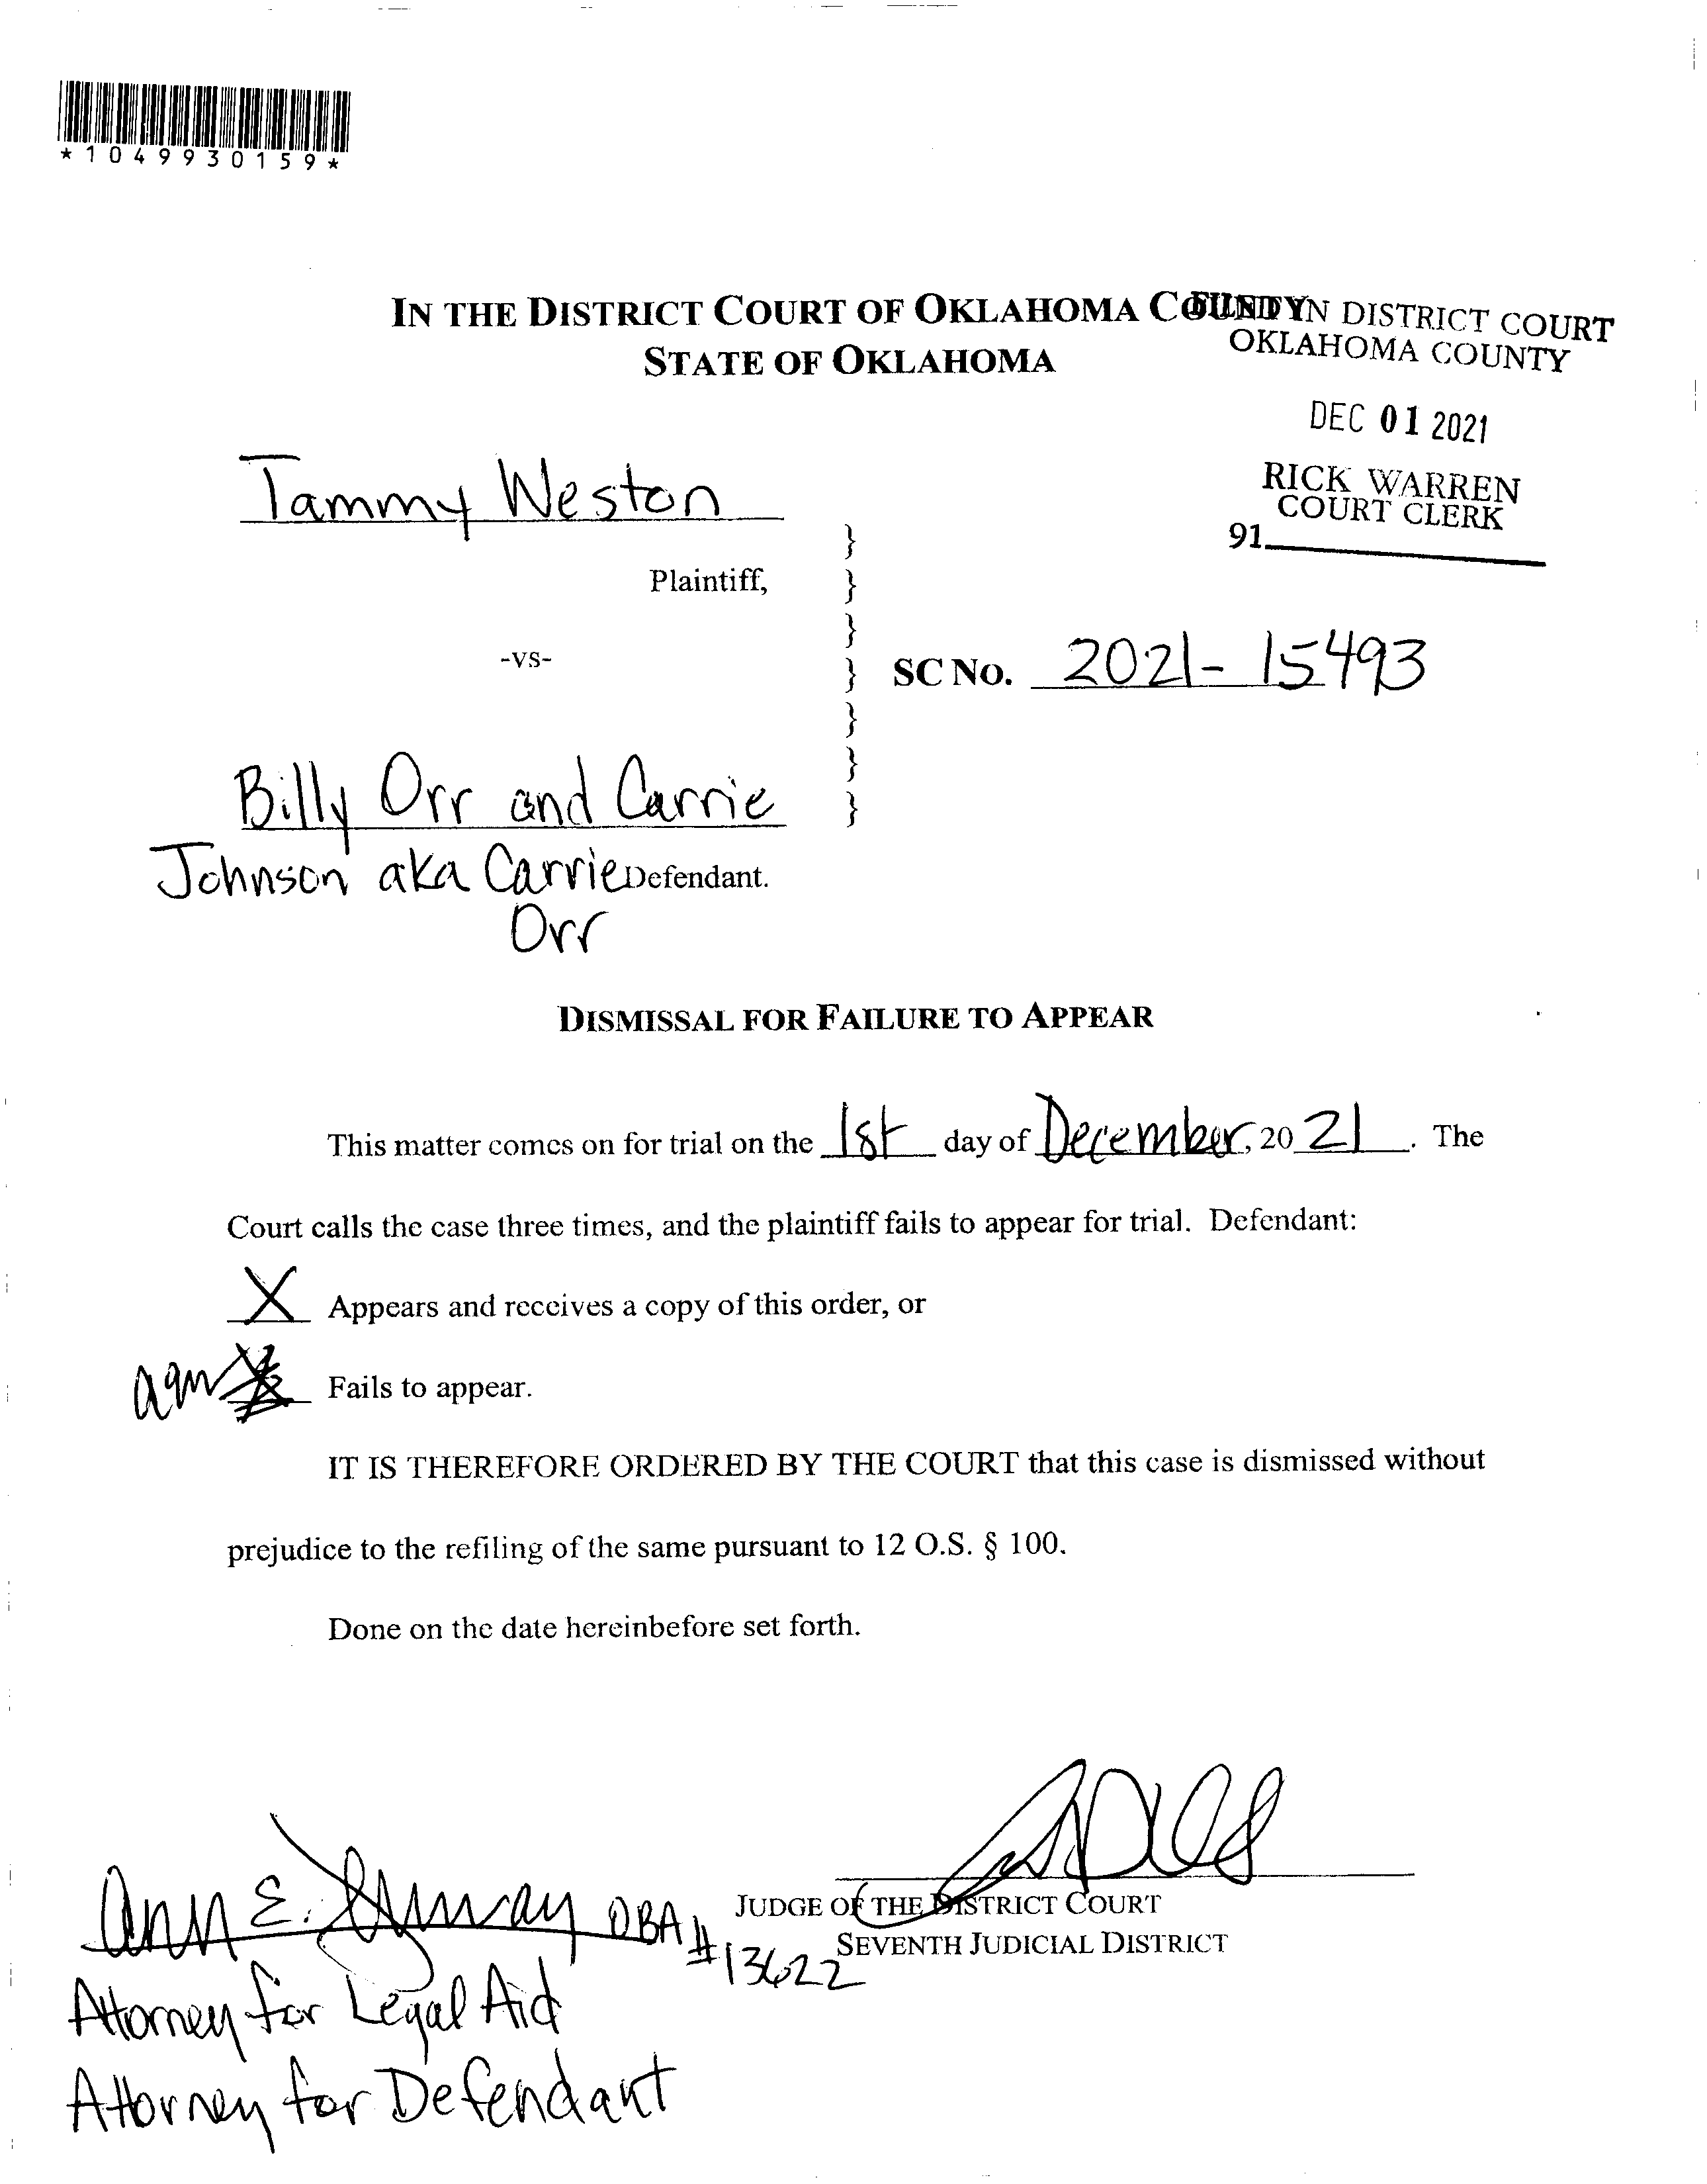 *1049930159*
IN THE DISTRICT COURT OF OKLAHOMA COUNTY
STATE OF OKLAHOMA
FILED IN DISTRICT COURT
OKLAHOMA COUNTY
DEC 01 2021
RICK WARREN
COURT CLERK
91
Tammy Weston
Plaintiff,
-vs-
SC No. 2021-15493
Billy Orr and Carrie
Johnson aka Carrie Defendant.
Orr
DISMISSAL FOR FAILURE TO APPEAR
This matter comes on for trial on the 1st day of December, 20 21. The
Court calls the case three times, and the plaintiff fails to appear for trial. Defendant:
X Appears and receives a copy of this order, or
Fails to appear.
IT IS THEREFORE ORDERED BY THE COURT that this case is dismissed without
prejudice to the refiling of the same pursuant to 12 O.S. § 100.
Done on the date hereinbefore set forth.
JUDGE OF THE DISTRICT COURT
SEVENTH JUDICIAL DISTRICT
Ann E. OBA #13622
Attorney for Legal Aid
Attorney for Defendant